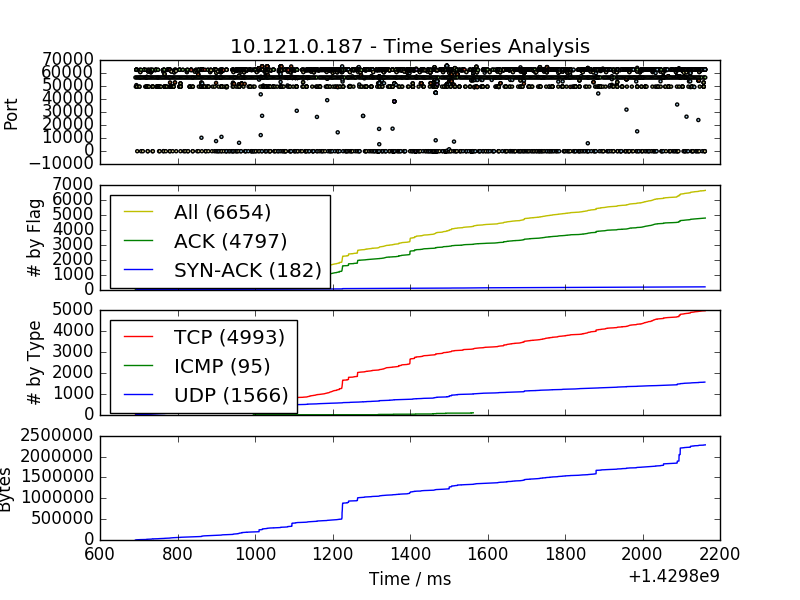 10.121.0.187 - Time Series Analysis
70000
60000
50000
40000
30000
20000
10000
0
−10000
Port
7000
6000
5000
4000
3000
2000
1000
0
# by Flag
All (6654)
ACK (4797)
SYN-ACK (182)
5000
4000
3000
2000
1000
0
# by Type
TCP (4993)
ICMP (95)
UDP (1566)
2500000
2000000
1500000
1000000
500000
0
Bytes
600 800 1000 1200 1400 1600 1800 2000 2200
Time / ms
+1.4298e9